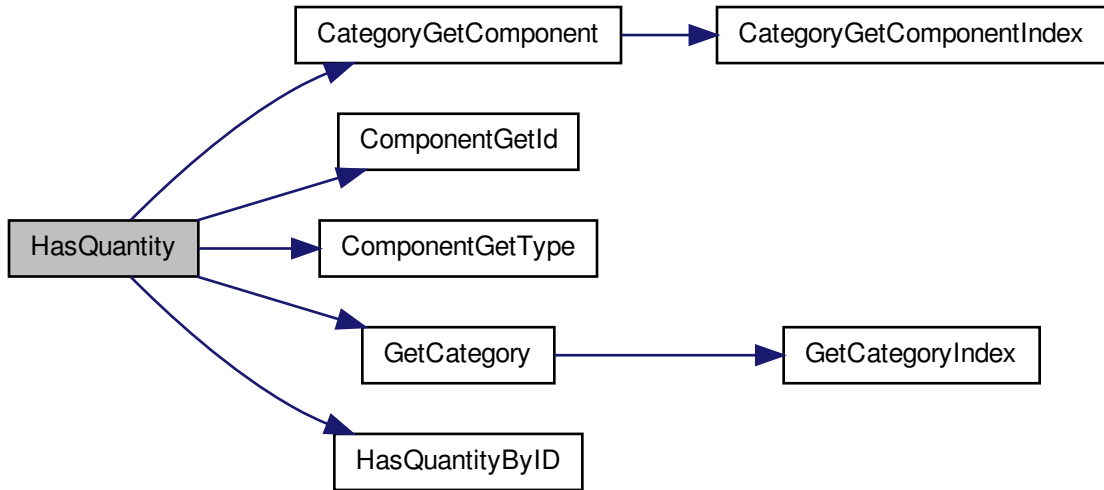 CategoryGetComponent
CategoryGetComponentIndex
ComponentGetId
HasQuantity
ComponentGetType
GetCategory
GetCategoryIndex
HasQuantityByID